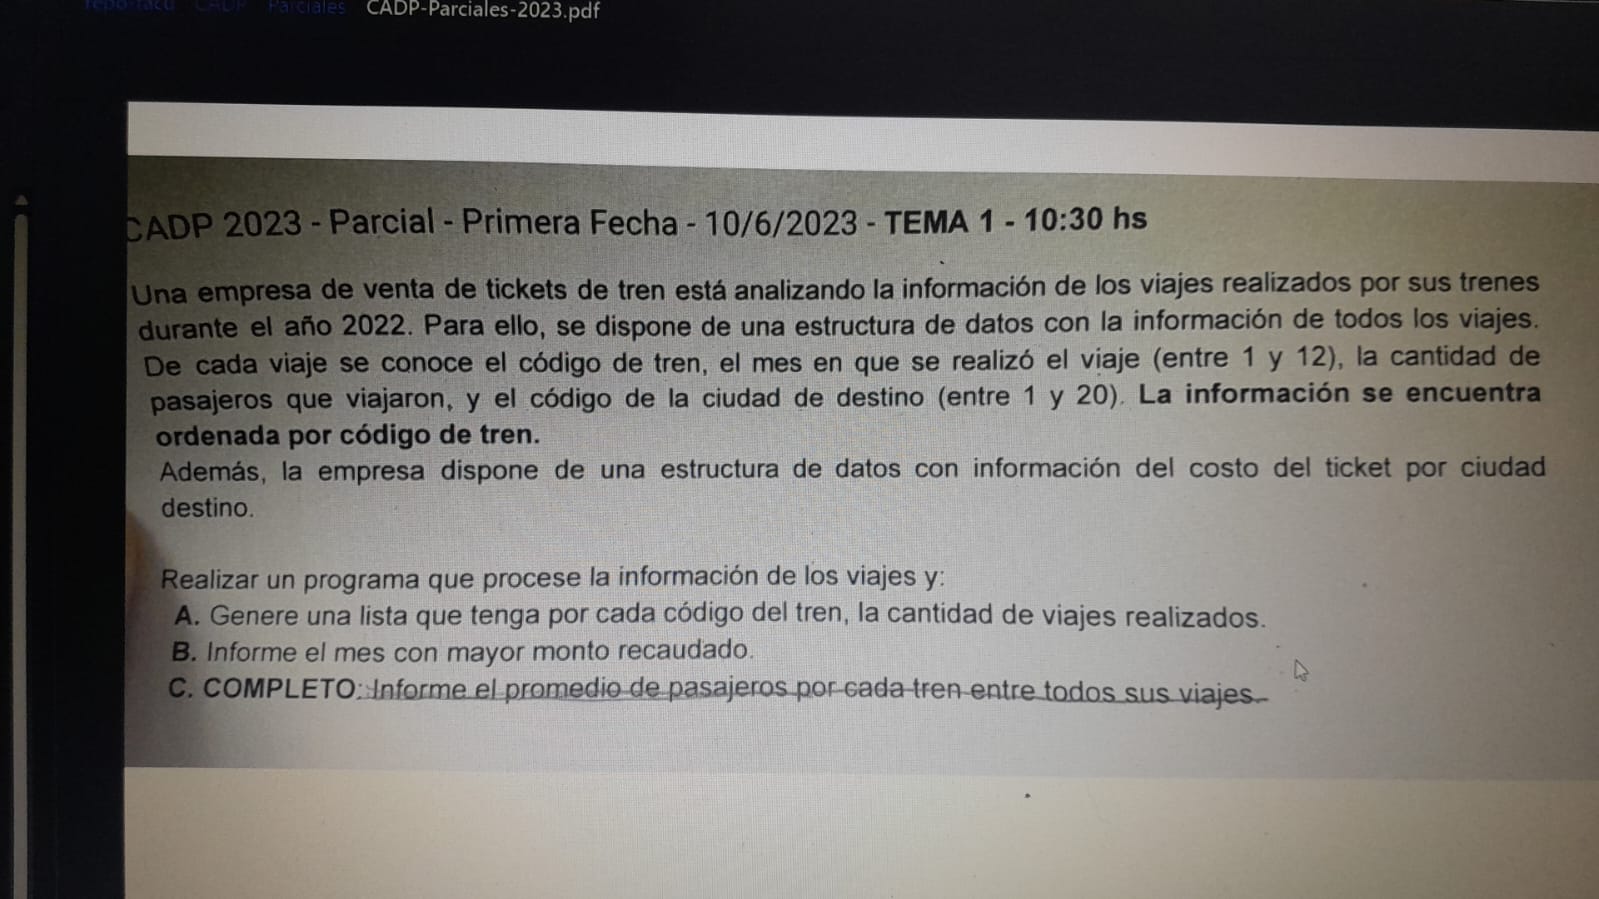 repo-facu CADP Parciales CADP-Parciales-2023.pdf
CADP 2023 - Parcial - Primera Fecha - 10/6/2023 - TEMA 1 - 10:30 hs
Una empresa de venta de tickets de tren está analizando la información de los viajes realizados por sus trenes
durante el año 2022. Para ello, se dispone de una estructura de datos con la información de todos los viajes.
De cada viaje se conoce el código de tren, el mes en que se realizó el viaje (entre 1 y 12), la cantidad de
pasajeros que viajaron, y el código de la ciudad de destino (entre 1 y 20). La información se encuentra
ordenada por código de tren.
Además, la empresa dispone de una estructura de datos con información del costo del ticket por ciudad
destino.
Realizar un programa que procese la información de los viajes y:
A. Genere una lista que tenga por cada código del tren, la cantidad de viajes realizados.
B. Informe el mes con mayor monto recaudado.
C. COMPLETO: Informe el promedio de pasajeros por cada tren entre todos sus viajes.